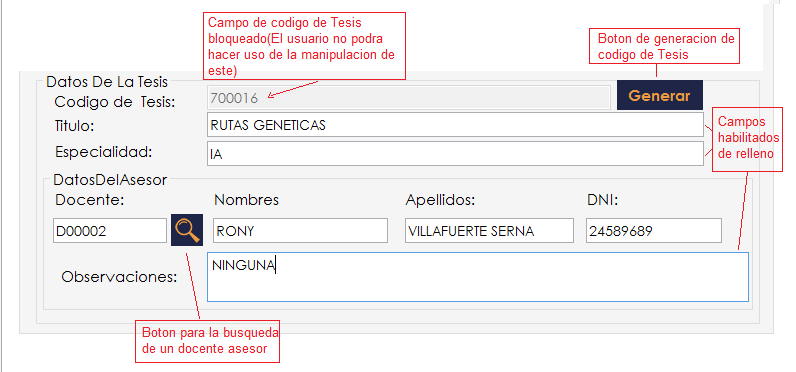 Campo de codigo de Tesis
bloqueado(El usuario no podra
hacer uso de la manipulacion de
este)
Boton de generacion de
codigo de Tesis
Datos De La Tesis
Codigo de Tesis:
700016
Generar
Titulo:
RUTAS GENETICAS
Campos
habilitados
de relleno
Especialidad:
IA
DatosDelAsesor
Docente:
Nombres
Apellidos:
DNI:
D00002
RONY
VILLAFUERTE SERNA
24589689
Observaciones:
NINGUNA
Boton para la busqueda
de un docente asesor